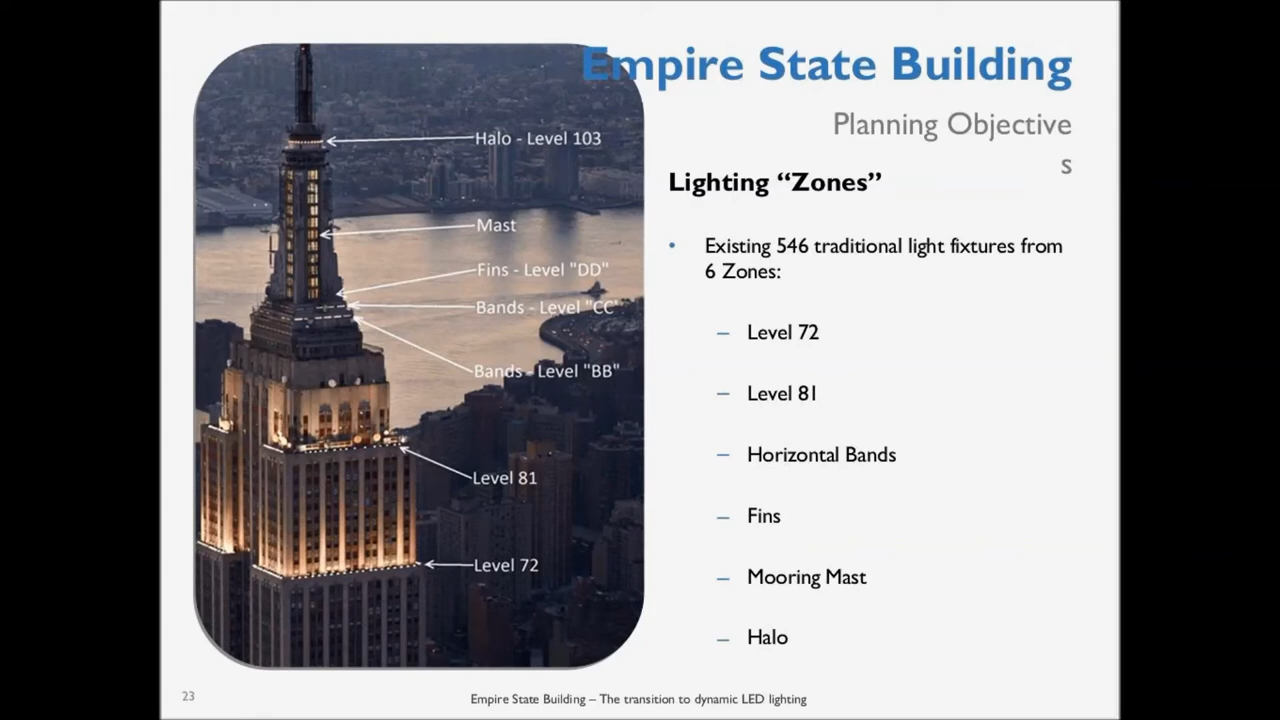 Empire State Building
Planning Objective
s
Halo - Level 103
Mast
Fins - Level "DD"
Bands - Level "CC"
Bands - Level "BB"
Level 81
Level 72
Lighting “Zones”
• Existing 546 traditional light fixtures from
6 Zones:
– Level 72
– Level 81
– Horizontal Bands
– Fins
– Mooring Mast
– Halo
23
Empire State Building – The transition to dynamic LED lighting